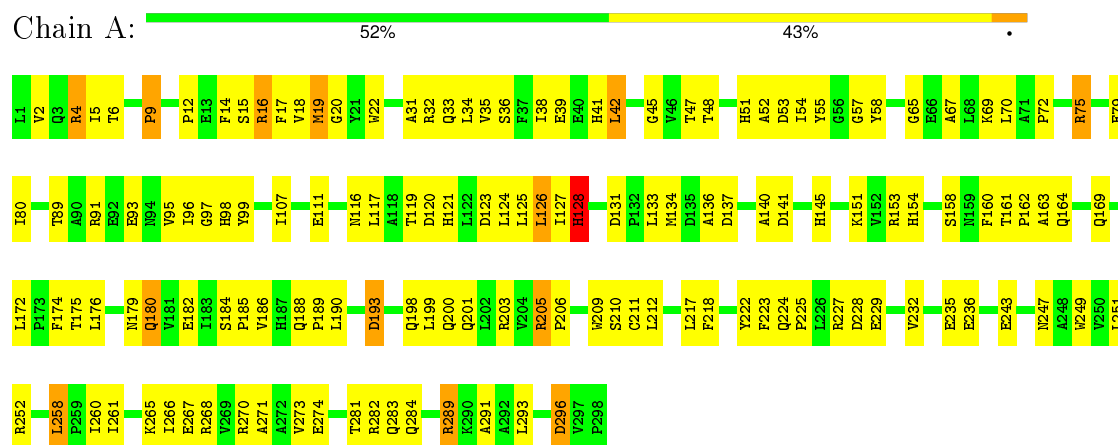 Chain A:
52% 43% •
L1 V2 Q3 R4 I5 T6 P9 P12 E13 F14 S15 R16 F17 V18 M19 G20 Y21 W22 A31 R32 Q33 L34 V35 S36 F37 I38 E39 E40 H41 L42 G45 V46 T47 T48 H51 A52 D53 I54 Y55 G56 G57 Y58 G65 E66 A67 L68 K69 L70 A71 P72 R75
I80 T89 A90 R91 E92 E93 N94 V95 I96 G97 H98 Y99 I107 E111 N116 L117 A118 T119 D120 H121 L122 D123 L124 L125 L126 I127 H128 D131 P132 L133 M134 D135 A136 D137 A140 D141 H145 K151 V152 R153 H154 S158 N159 F160 T161 P162 A163 Q164 Q169
L172 P173 F174 T175 L176 N179 Q180 V181 E182 I183 S184 P185 V186 H187 Q188 P189 L190 D193 Q198 L199 Q200 Q201 L202 R203 V204 R205 P206 W209 S210 C211 L212 L217 F218 Y222 F223 Q224 P225 L226 R227 D228 E229 V232 E235 E236 E243 N247 A248 W249 V250 L251
R252 L258 P259 I260 I261 K265 I266 E267 R268 V269 R270 A271 A272 V273 E274 T281 R282 Q283 Q284 R289 K290 A291 A292 L293 D296 V297 P298